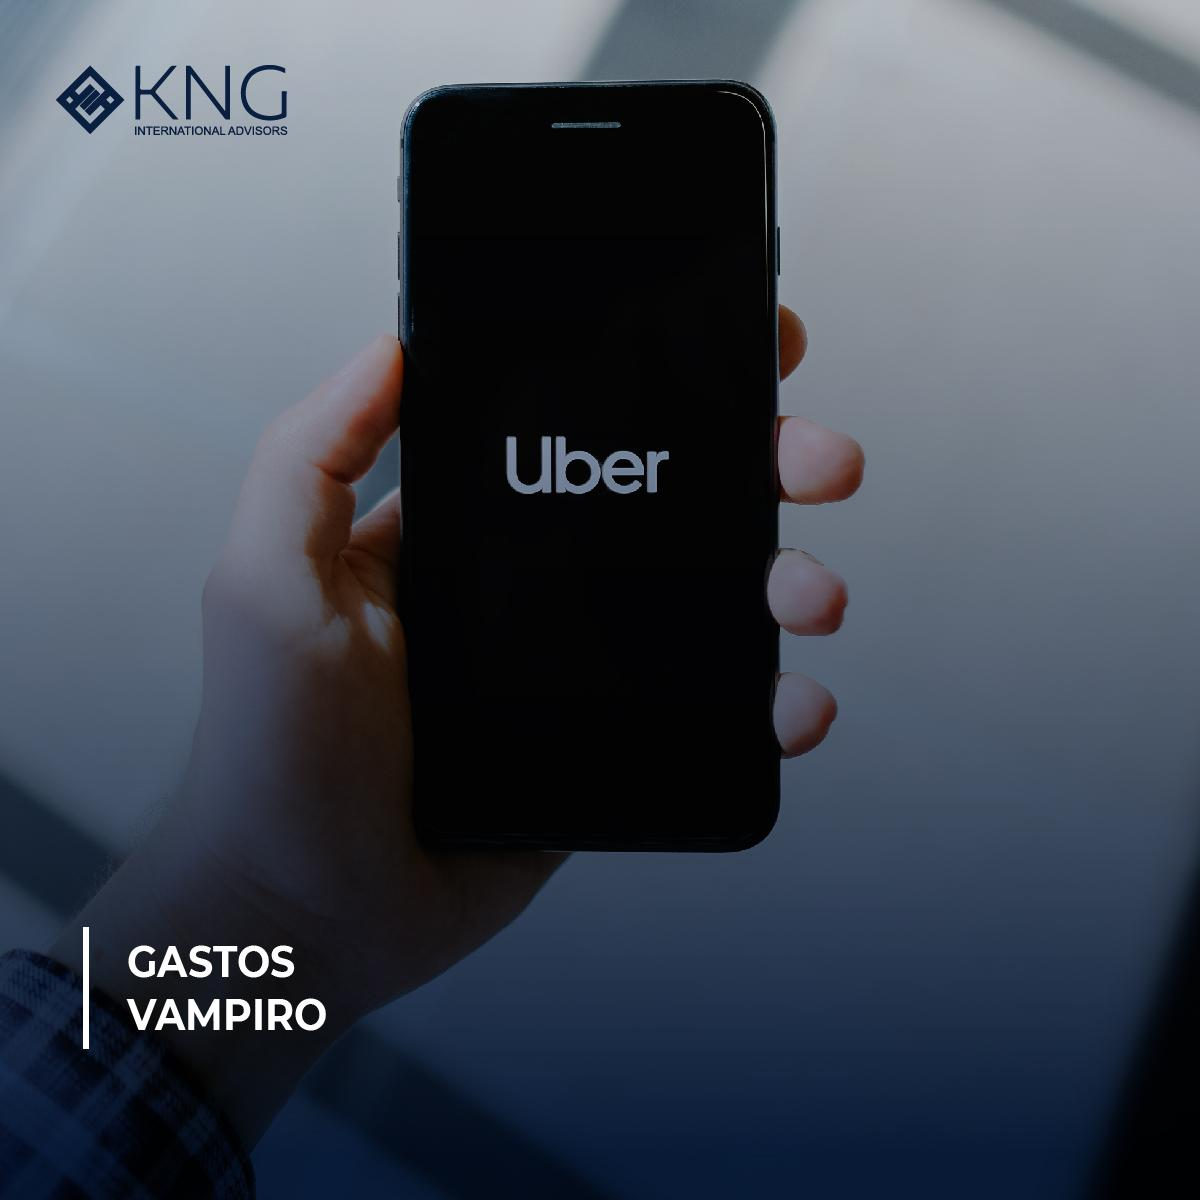 KNG
INTERNATIONAL ADVISORS
Uber
GASTOS
VAMPIRO